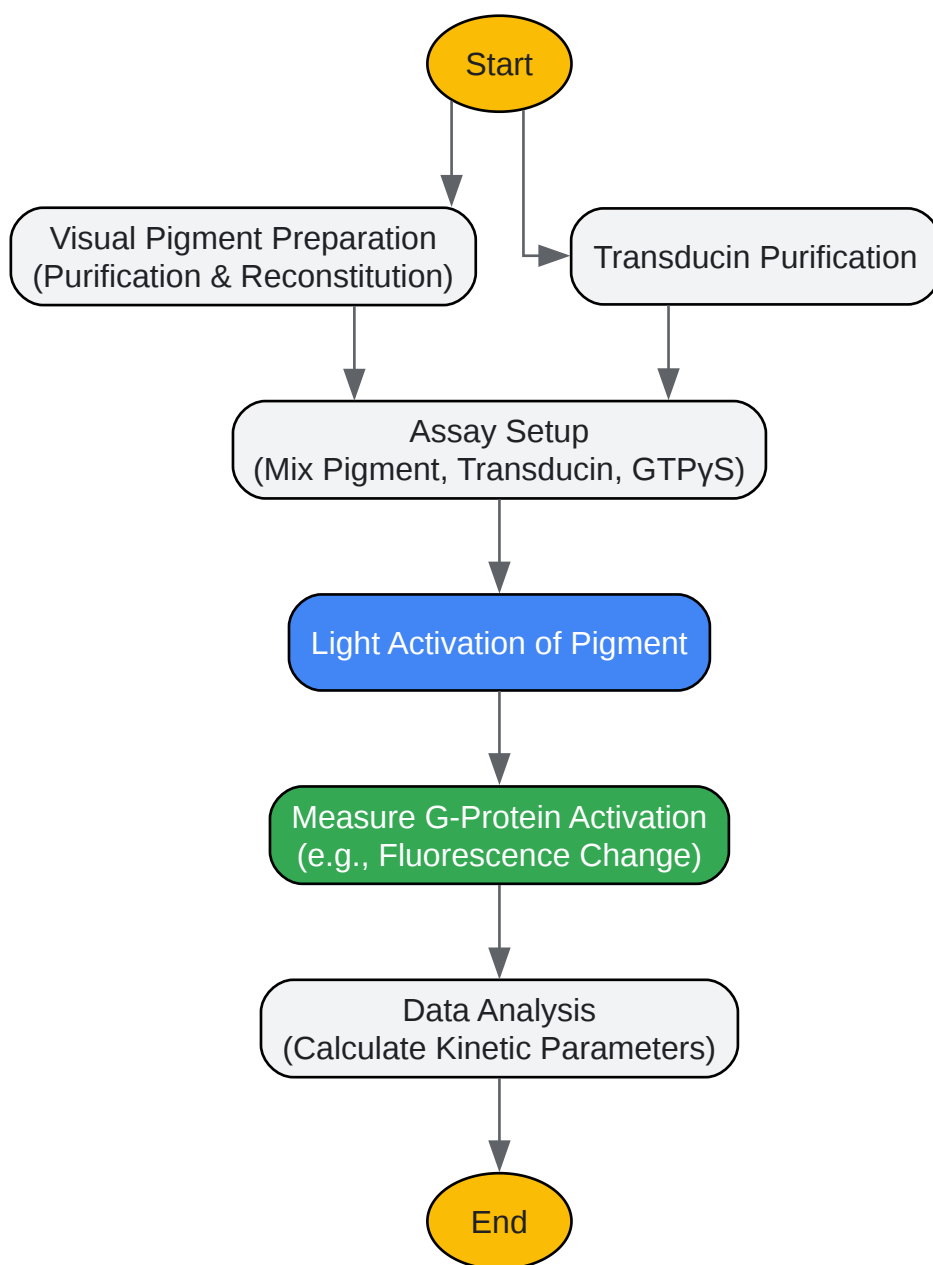 Start
Visual Pigment Preparation
(Purification & Reconstitution)
Transducin Purification
Assay Setup
(Mix Pigment, Transducin, GTPγS)
Light Activation of Pigment
Measure G-Protein Activation
(e.g., Fluorescence Change)
Data Analysis
(Calculate Kinetic Parameters)
End